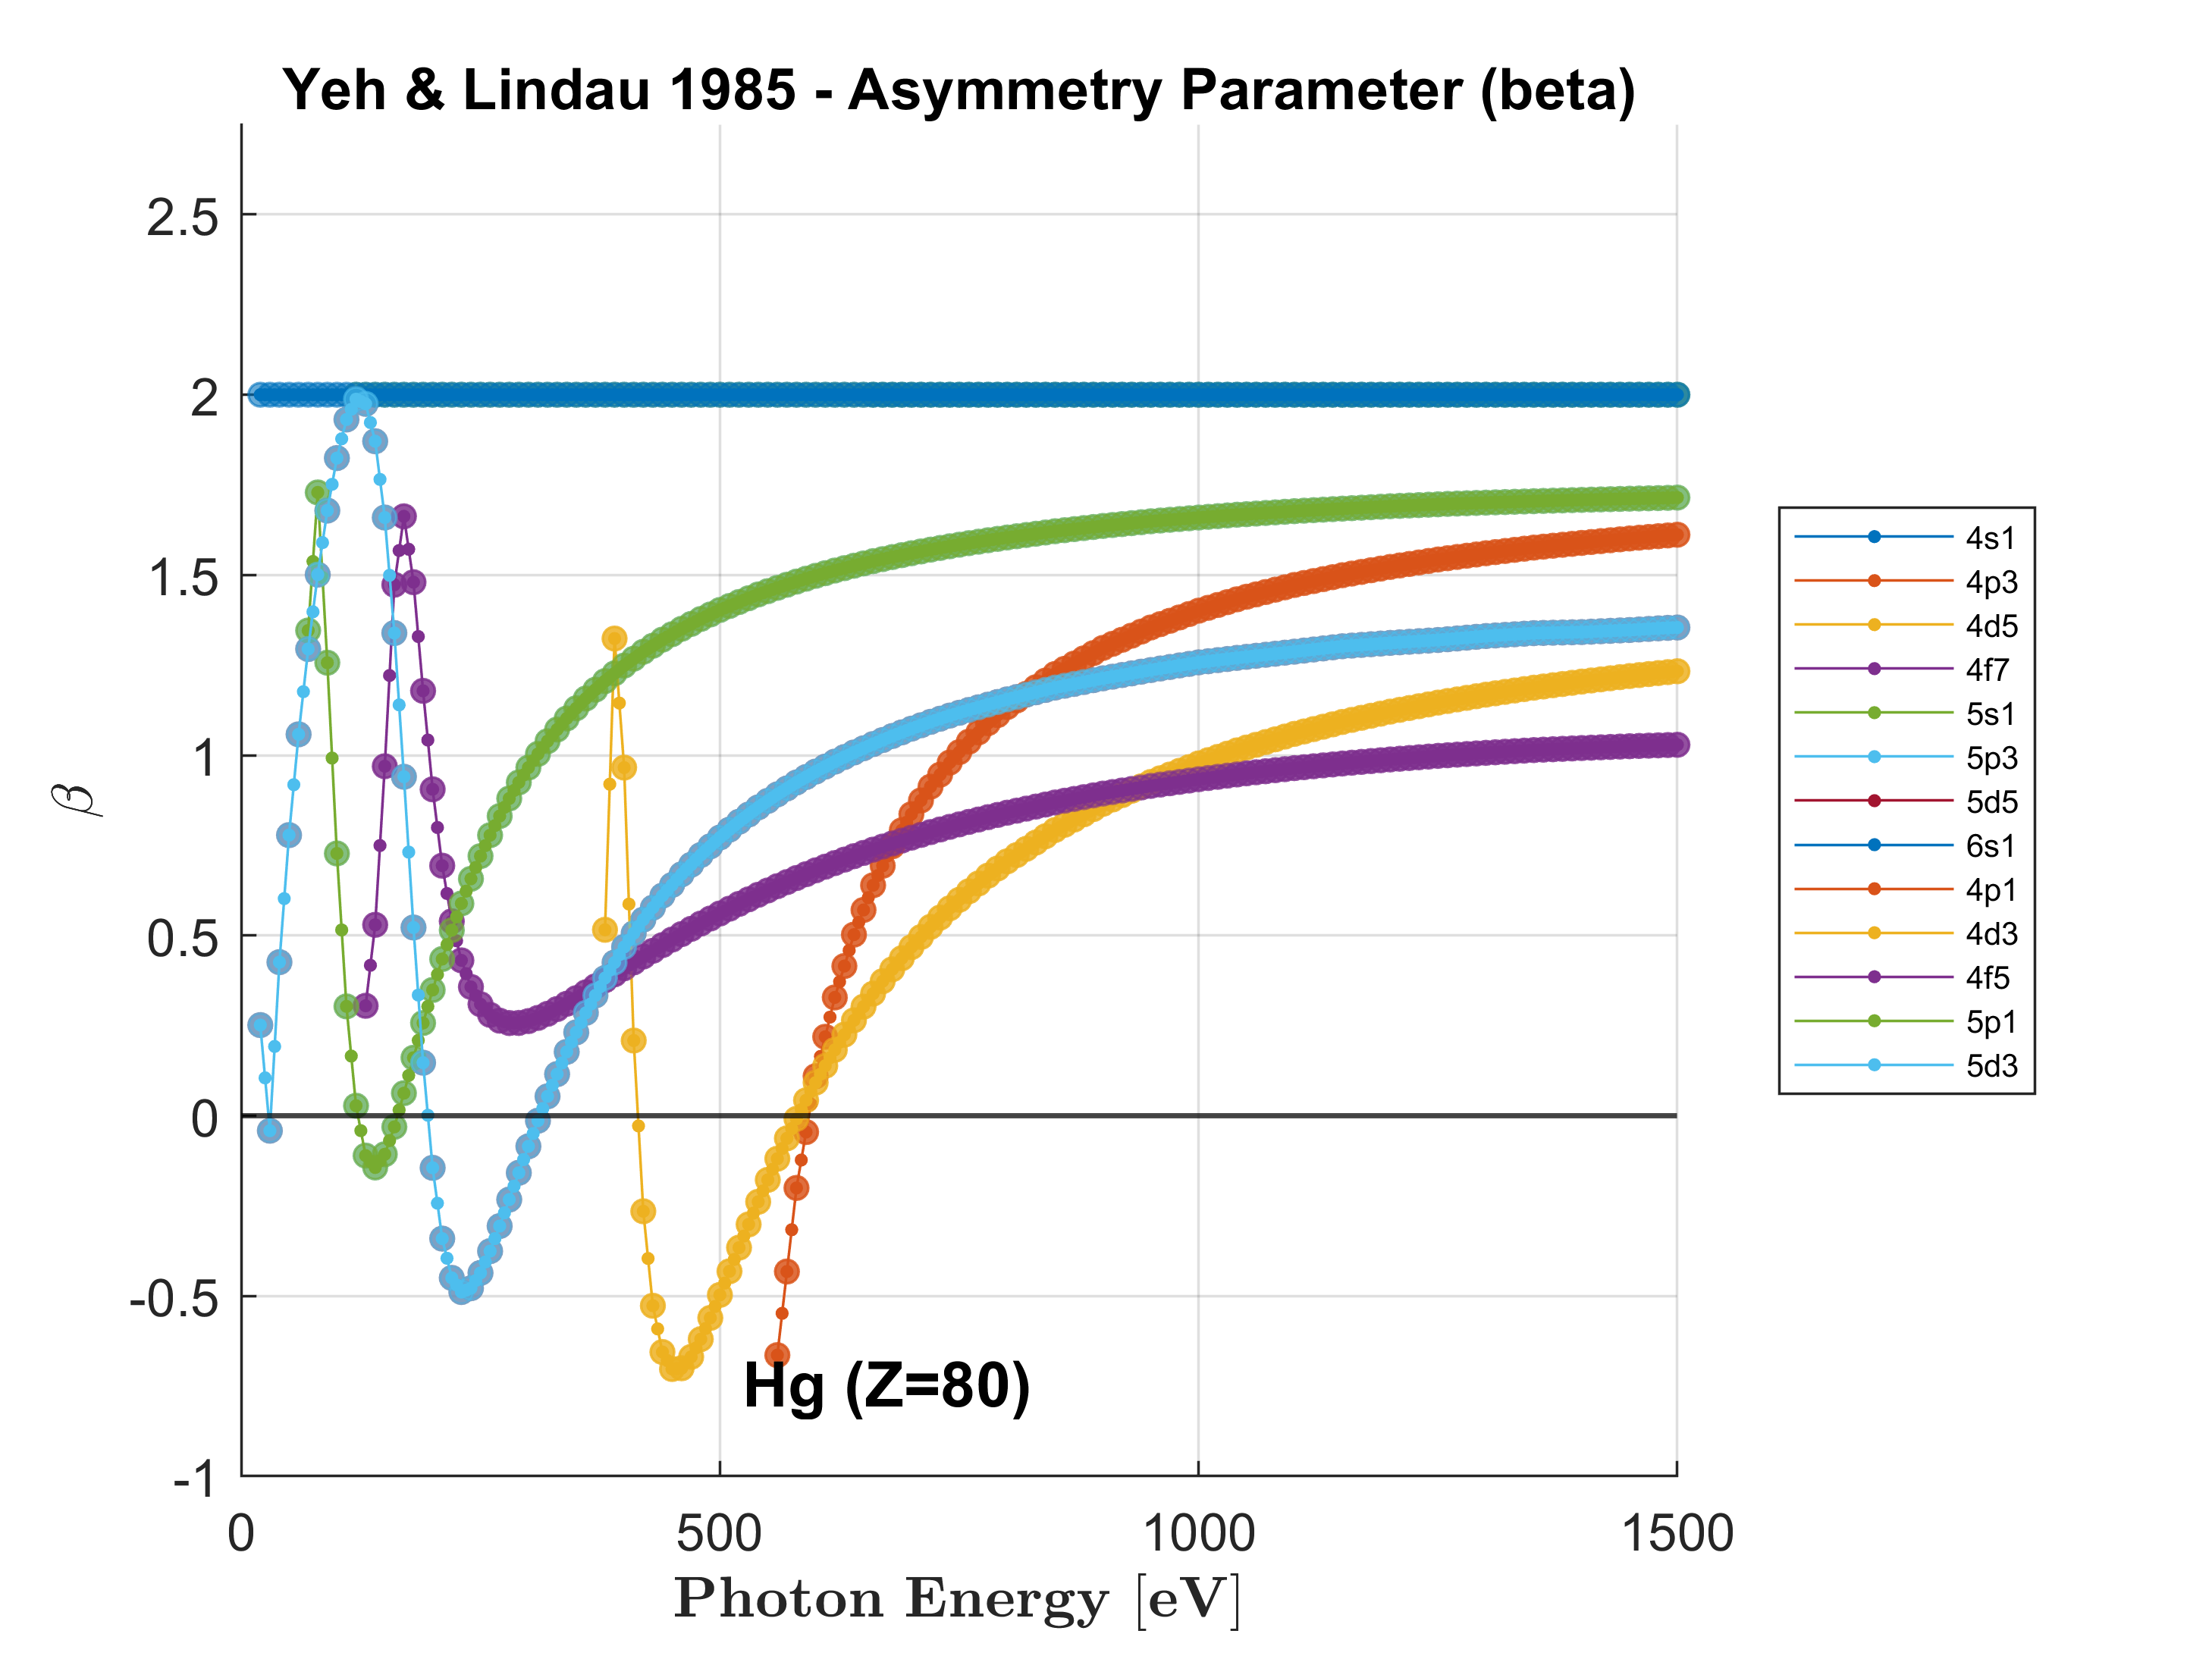 Yeh & Lindau 1985 - Asymmetry Parameter (beta)
2.5
2
1.5
1
0.5
0
-0.5
-1
β
0 500 1000 1500
Photon Energy [eV]
Hg (Z=80)
4s1
4p3
4d5
4f7
5s1
5p3
5d5
6s1
4p1
4d3
4f5
5p1
5d3